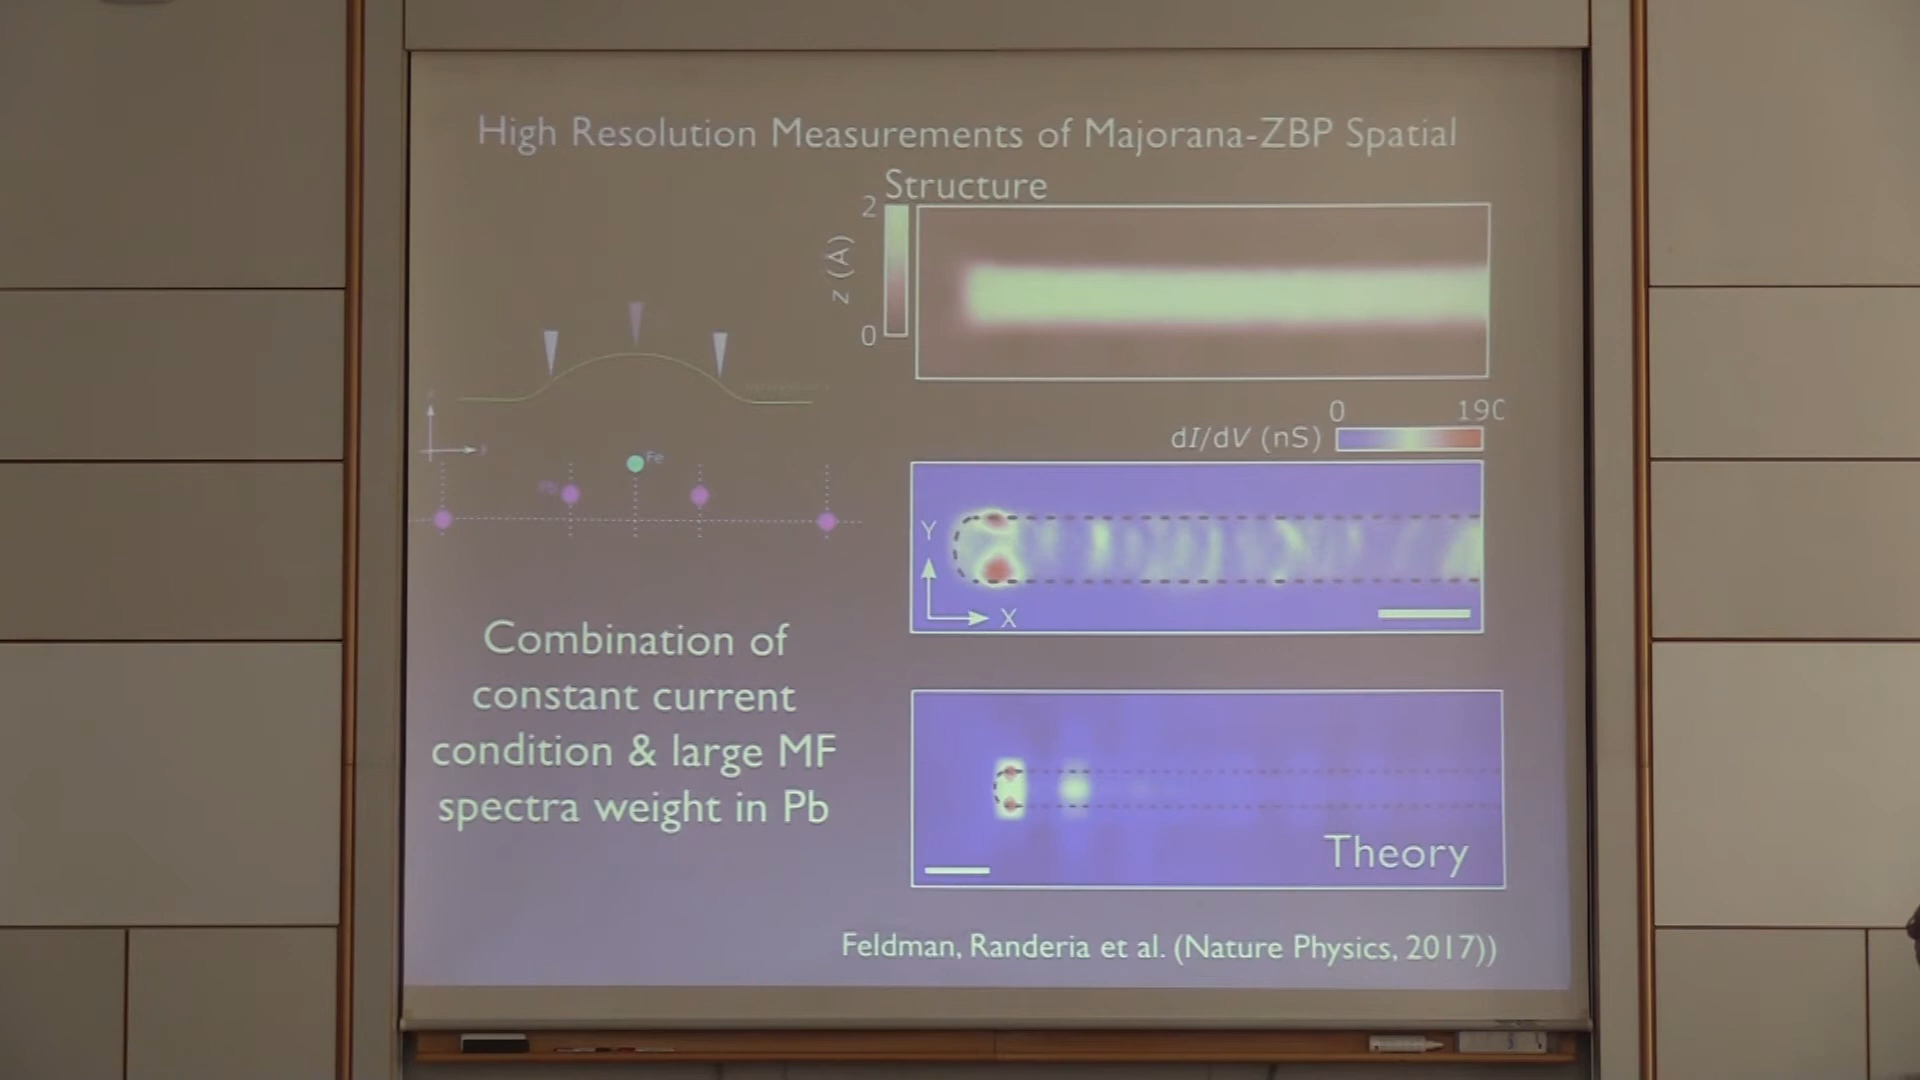 High Resolution Measurements of Majorana-ZBP Spatial
Structure
2
z (Å)
0
Fe
Pb
0 190
dI/dV (nS)
Y
X
Combination of
constant current
condition & large MF
spectra weight in Pb
Theory
Feldman, Randeria et al. (Nature Physics, 2017))